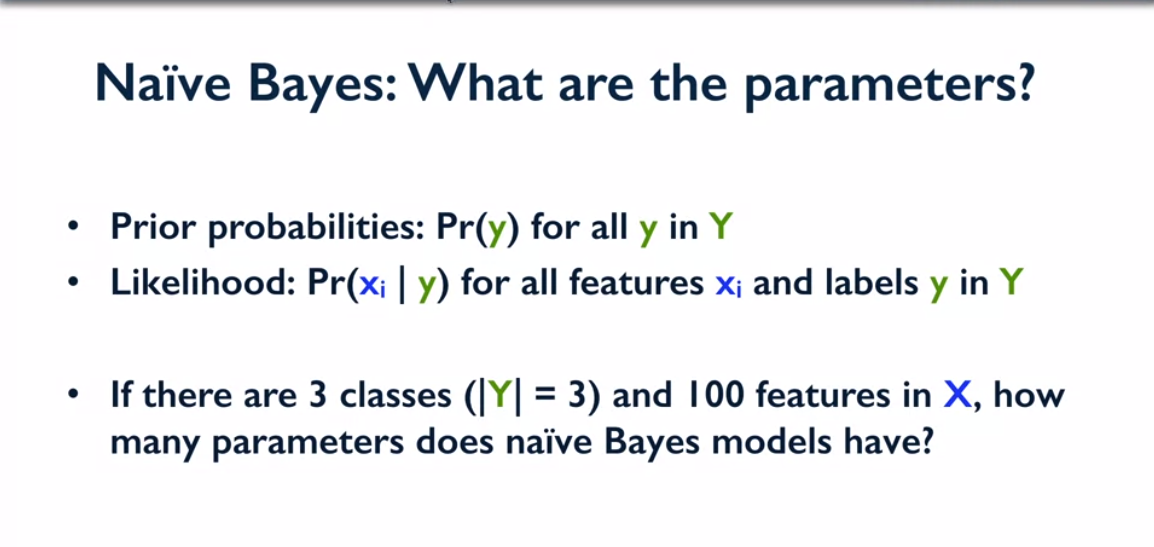 Naïve Bayes: What are the parameters?
• Prior probabilities: Pr(y) for all y in Y
• Likelihood: Pr(xᵢ | y) for all features xᵢ and labels y in Y
• If there are 3 classes (|Y| = 3) and 100 features in X, how
many parameters does naïve Bayes models have?